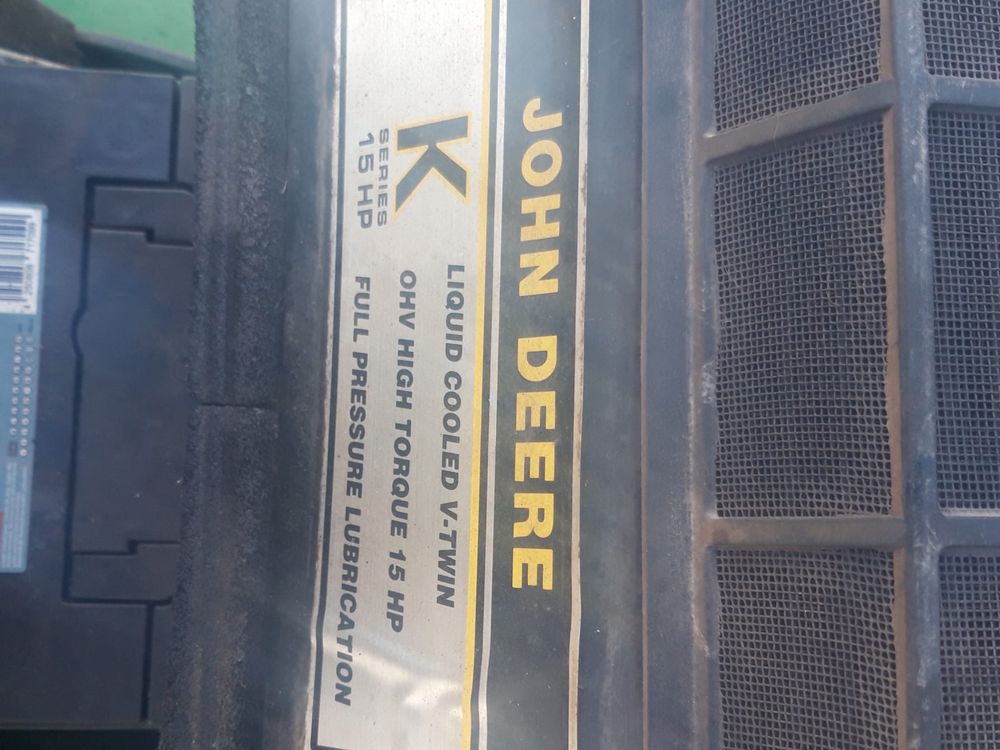 JOHN DEERE
K
SERIES
15 HP
LIQUID COOLED V-TWIN
OHV HIGH TORQUE 15 HP
FULL PRESSURE LUBRICATION